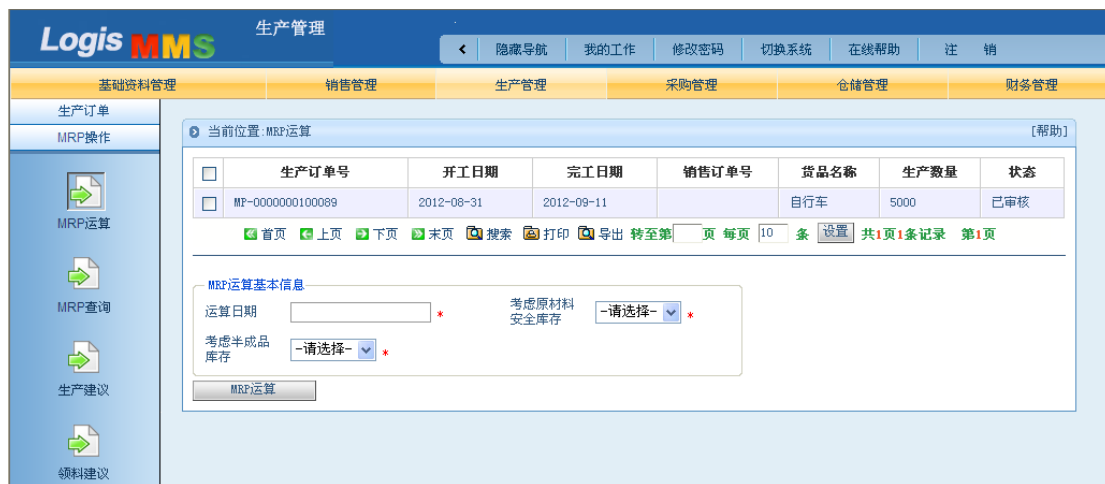 Logis MMS
生产管理
隐藏导航 我的工作 修改密码 切换系统 在线帮助 注 销
基础资料管理 销售管理 生产管理 采购管理 仓储管理 财务管理
生产订单
MRP操作
MRP运算
MRP查询
生产建议
领料建议
当前位置:MRP运算 [帮助]
生产订单号 开工日期 完工日期 销售订单号 货品名称 生产数量 状态
MP-0000000100089 2012-08-31 2012-09-11 自行车 5000 已审核
首页 上页 下页 末页 搜索 打印 导出 转至第 页 每页 10 条 设置 共1页1条记录 第1页
MRP运算基本信息
运算日期 * 考虑原材料
安全库存 -请选择- *
考虑半成品
库存 -请选择- *
MRP运算